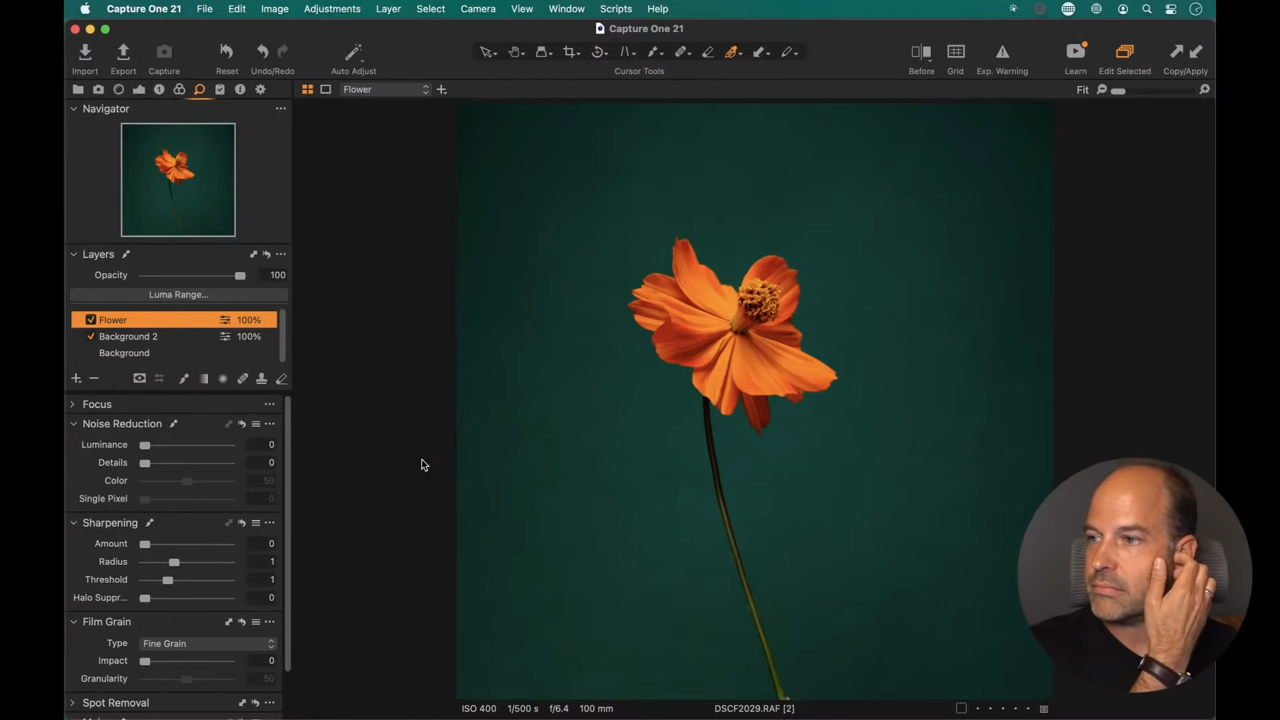 Capture One 21 File Edit Image Adjustments Layer Select Camera View Window Scripts Help
Capture One 21
Import Export Capture Reset Undo/Redo Auto Adjust Cursor Tools Before Grid Exp. Warning Learn Edit Selected Copy/Apply
Flower Fit
Navigator
Layers
Opacity 100
Luma Range...
Flower 100%
Background 2 100%
Background
Focus
Noise Reduction
Luminance 0
Details 0
Color 50
Single Pixel 0
Sharpening
Amount 0
Radius 1
Threshold 1
Halo Suppr... 0
Film Grain
Type Fine Grain
Impact 0
Granularity 50
Spot Removal
ISO 400 1/500 s f/6.4 100 mm DSCF2029.RAF [2]